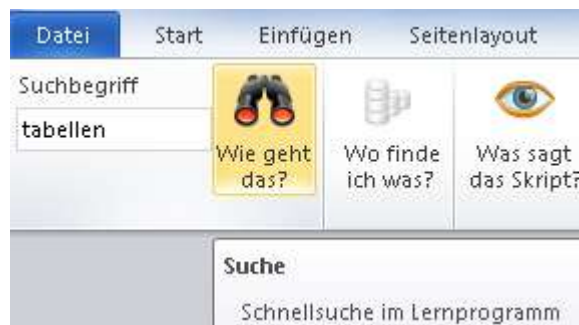 Datei Start Einfügen Seitenlayout
Suchbegriff
tabellen
Wie geht das?
Wo finde ich was?
Was sagt das Skript?
Suche
Schnellsuche im Lernprogramm